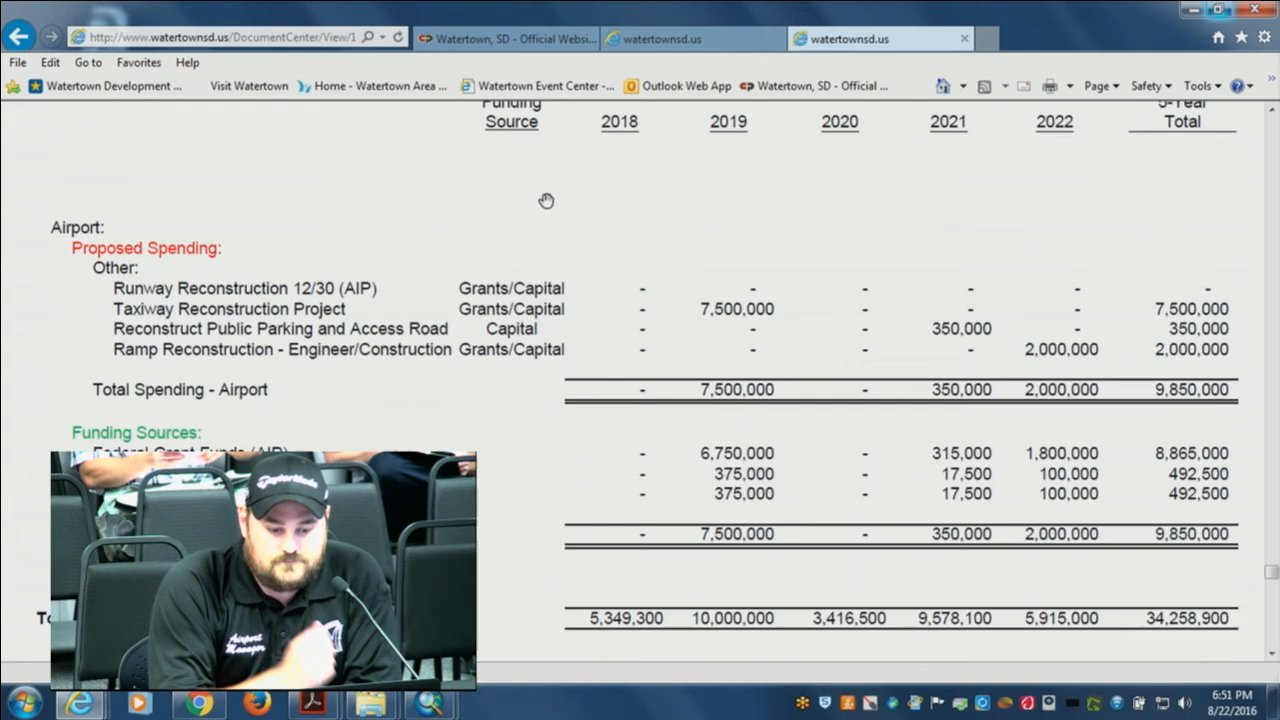 http://www.watertownsd.us/DocumentCenter/View/1
Watertown, SD - Official Websi...
watertownsd.us
watertownsd.us
File Edit Go to Favorites Help
Watertown Development ... Visit Watertown Home - Watertown Area ... Watertown Event Center -... Outlook Web App Watertown, SD - Official ... Page Safety Tools
Funding 5-Year
Source 2018 2019 2020 2021 2022 Total
Airport:
Proposed Spending:
Other:
Runway Reconstruction 12/30 (AIP) Grants/Capital - - - - - -
Taxiway Reconstruction Project Grants/Capital - 7,500,000 - - - 7,500,000
Reconstruct Public Parking and Access Road Capital - - - 350,000 - 350,000
Ramp Reconstruction - Engineer/Construction Grants/Capital - - - - 2,000,000 2,000,000
Total Spending - Airport - 7,500,000 - 350,000 2,000,000 9,850,000
Funding Sources:
Federal Grant Funds (AIP) - 6,750,000 - 315,000 1,800,000 8,865,000
- 375,000 - 17,500 100,000 492,500
- 375,000 - 17,500 100,000 492,500
- 7,500,000 - 350,000 2,000,000 9,850,000
5,349,300 10,000,000 3,416,500 9,578,100 5,915,000 34,258,900
TaylorMade
Airport
Manager
6:51 PM
8/22/2016